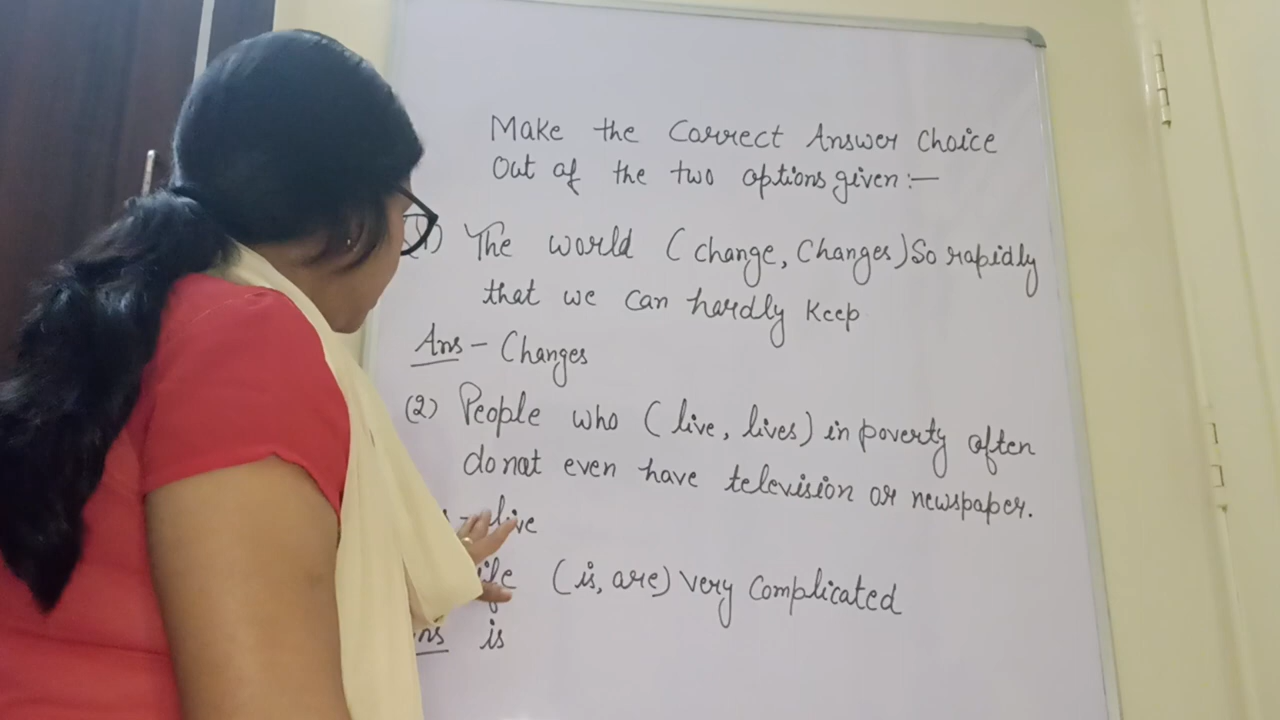 Make the Correct Answer Choice
Out of the two options given :-
1) The world (change, Changes) So rapidly
that we can hardly Keep
Ans - Changes
(2) People who (live, lives) in poverty often
do not even have television or newspaper.
- live
(is, are) very Complicated
is